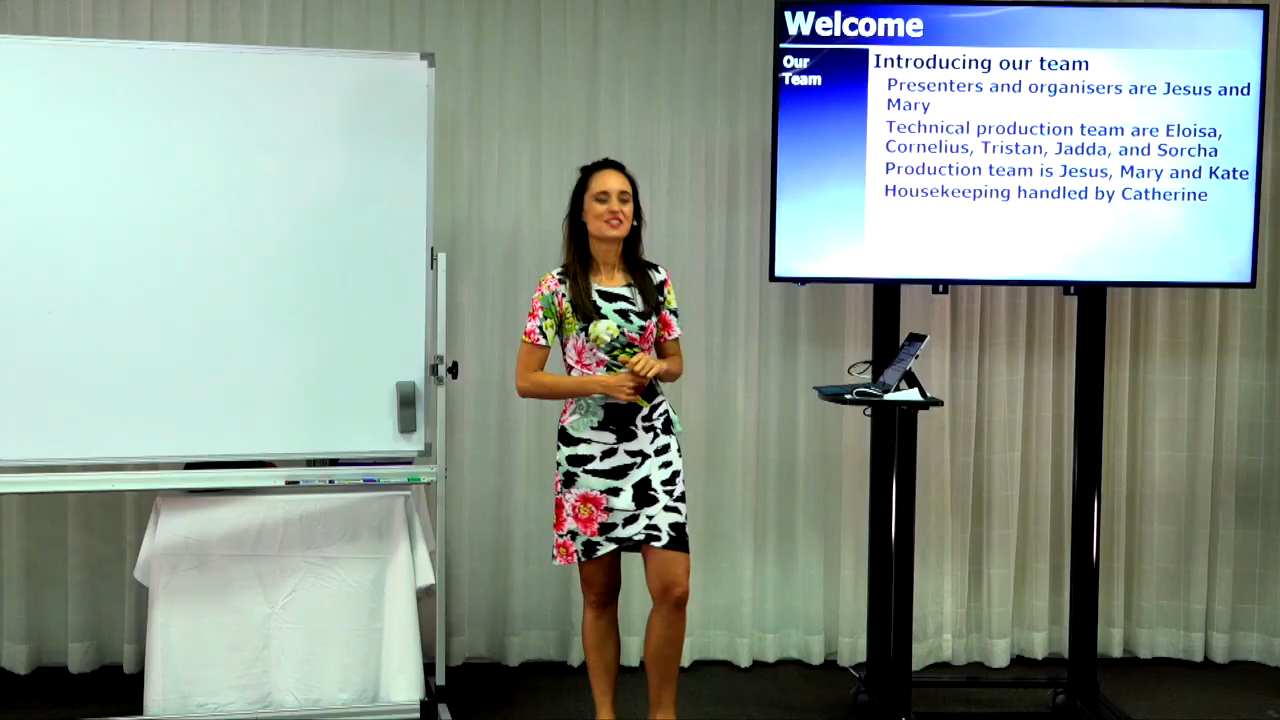 Welcome
Our
Team
Introducing our team
Presenters and organisers are Jesus and
Mary
Technical production team are Eloisa,
Cornelius, Tristan, Jadda, and Sorcha
Production team is Jesus, Mary and Kate
Housekeeping handled by Catherine